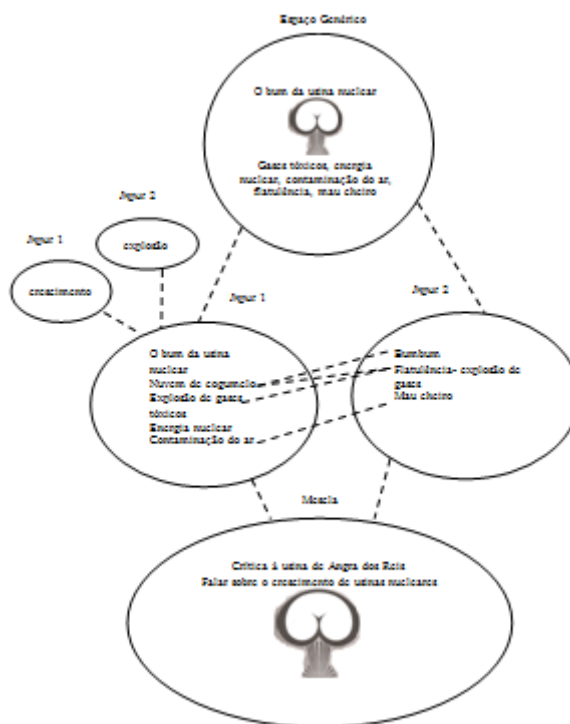 Espaço Genérico
O bum da usina nuclear
Gases tóxicos, energia
nuclear, contaminação do ar,
flatulência, mau cheiro
Input 2
explosão
Input 1
crescimento
Input 1
Input 2
O bum da usina
nuclear
Nuvem de cogumelo
Explosão de gases
tóxicos
Energia nuclear
Contaminação do ar
Bumbum
Flatulência- explosão de
gases
Mau cheiro
Mescla
Crítica à usina de Angra dos Reis
Falar sobre o crescimento de usinas nucleares